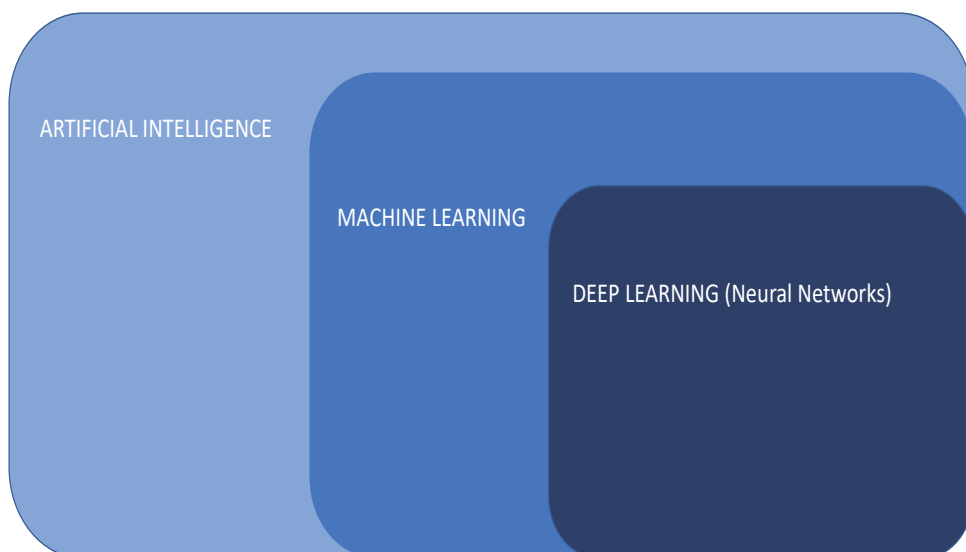 ARTIFICIAL INTELLIGENCE
MACHINE LEARNING
DEEP LEARNING (Neural Networks)